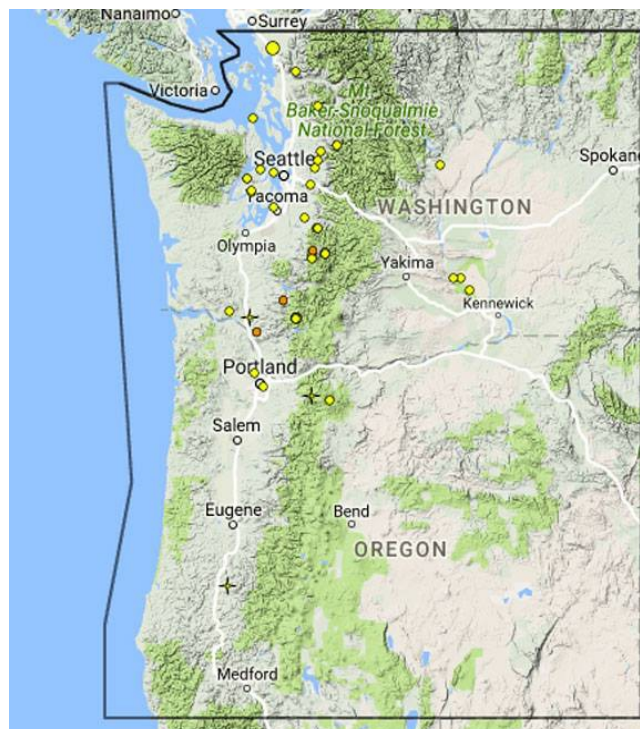 Nanaimo
Surrey
Victoria
Mt
Baker-Snoqualmie
National Forest
Seattle
Spokan
Tacoma
WASHINGTON
Olympia
Yakima
Kennewick
Portland
Salem
Eugene
Bend
OREGON
Medford